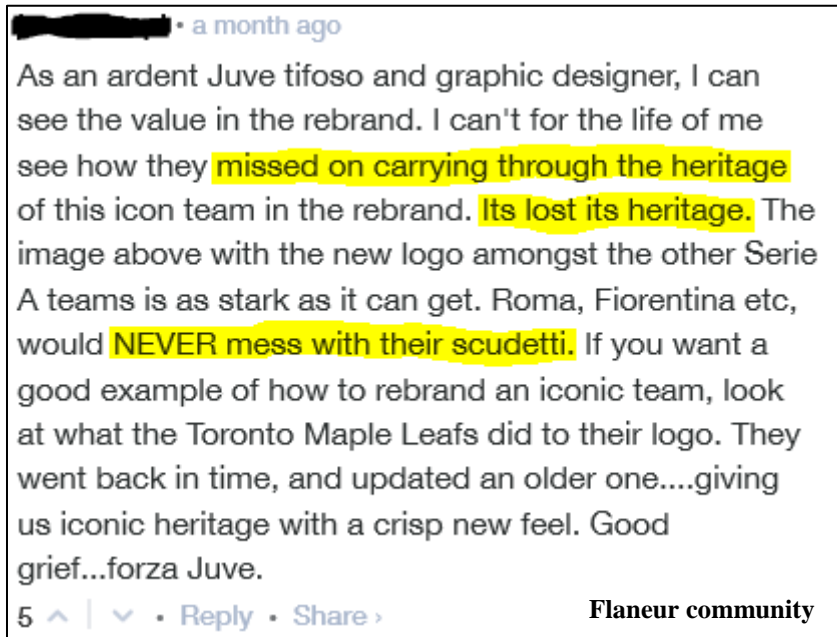 • a month ago
As an ardent Juve tifoso and graphic designer, I can
see the value in the rebrand. I can't for the life of me
see how they missed on carrying through the heritage
of this icon team in the rebrand. Its lost its heritage. The
image above with the new logo amongst the other Serie
A teams is as stark as it can get. Roma, Fiorentina etc,
would NEVER mess with their scudetti. If you want a
good example of how to rebrand an iconic team, look
at what the Toronto Maple Leafs did to their logo. They
went back in time, and updated an older one....giving
us iconic heritage with a crisp new feel. Good
grief...forza Juve.
5 • Reply • Share › Flaneur community